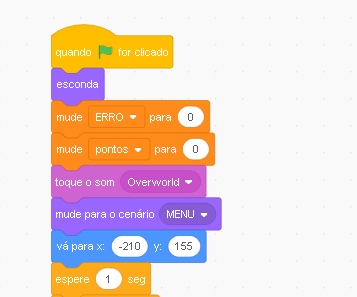 quando for clicado
esconda
mude ERRO para 0
mude pontos para 0
toque o som Overworld
mude para o cenário MENU
vá para x: -210 y: 155
espere 1 seg